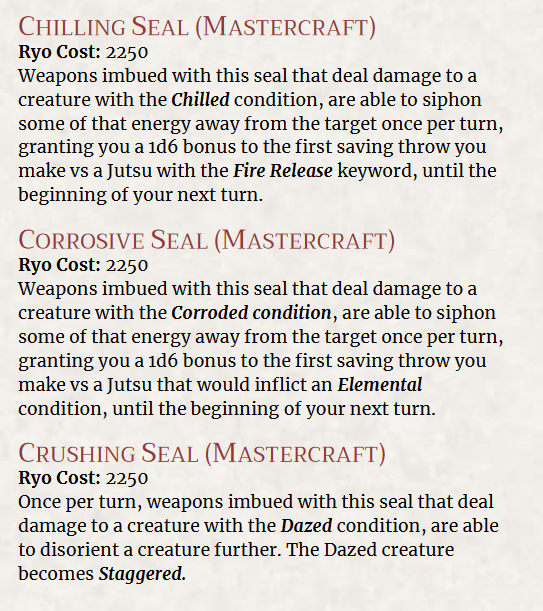 Chilling Seal (Mastercraft)
Ryo Cost: 2250
Weapons imbued with this seal that deal damage to a
creature with the Chilled condition, are able to siphon
some of that energy away from the target once per turn,
granting you a 1d6 bonus to the first saving throw you
make vs a Jutsu with the Fire Release keyword, until the
beginning of your next turn.
Corrosive Seal (Mastercraft)
Ryo Cost: 2250
Weapons imbued with this seal that deal damage to a
creature with the Corroded condition, are able to siphon
some of that energy away from the target once per turn,
granting you a 1d6 bonus to the first saving throw you
make vs a Jutsu that would inflict an Elemental
condition, until the beginning of your next turn.
Crushing Seal (Mastercraft)
Ryo Cost: 2250
Once per turn, weapons imbued with this seal that deal
damage to a creature with the Dazed condition, are able
to disorient a creature further. The Dazed creature
becomes Staggered.